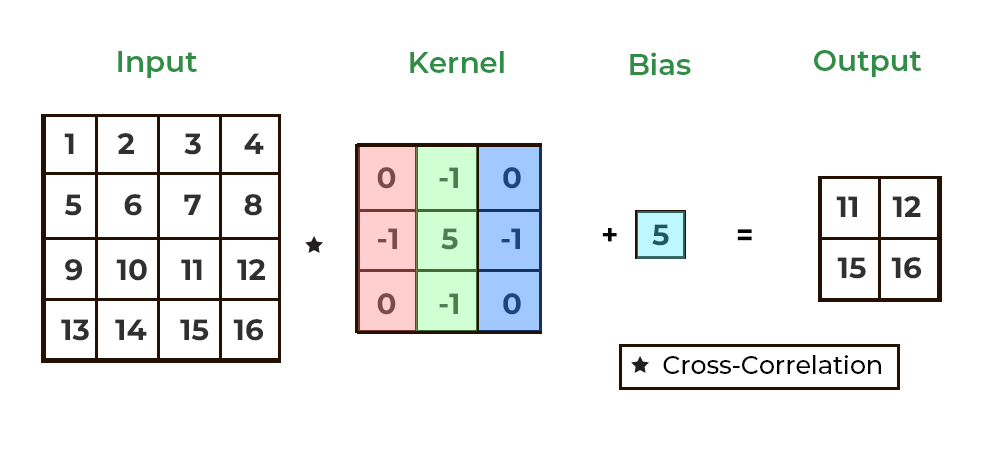 Input Kernel Bias Output
1 2 3 4
5 6 7 8
9 10 11 12
13 14 15 16
★
0 -1 0
-1 5 -1
0 -1 0
+ 5 =
11 12
15 16
★ Cross-Correlation